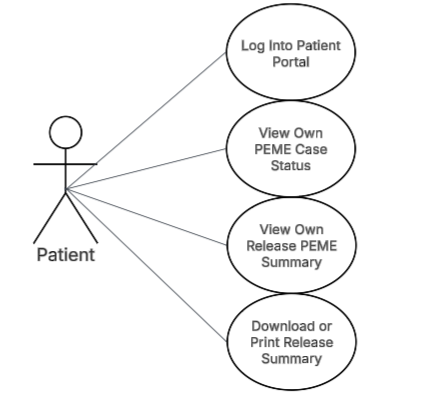 Log Into Patient
Portal
View Own
PEME Case
Status
View Own
Release PEME
Summary
Patient
Download or
Print Release
Summary